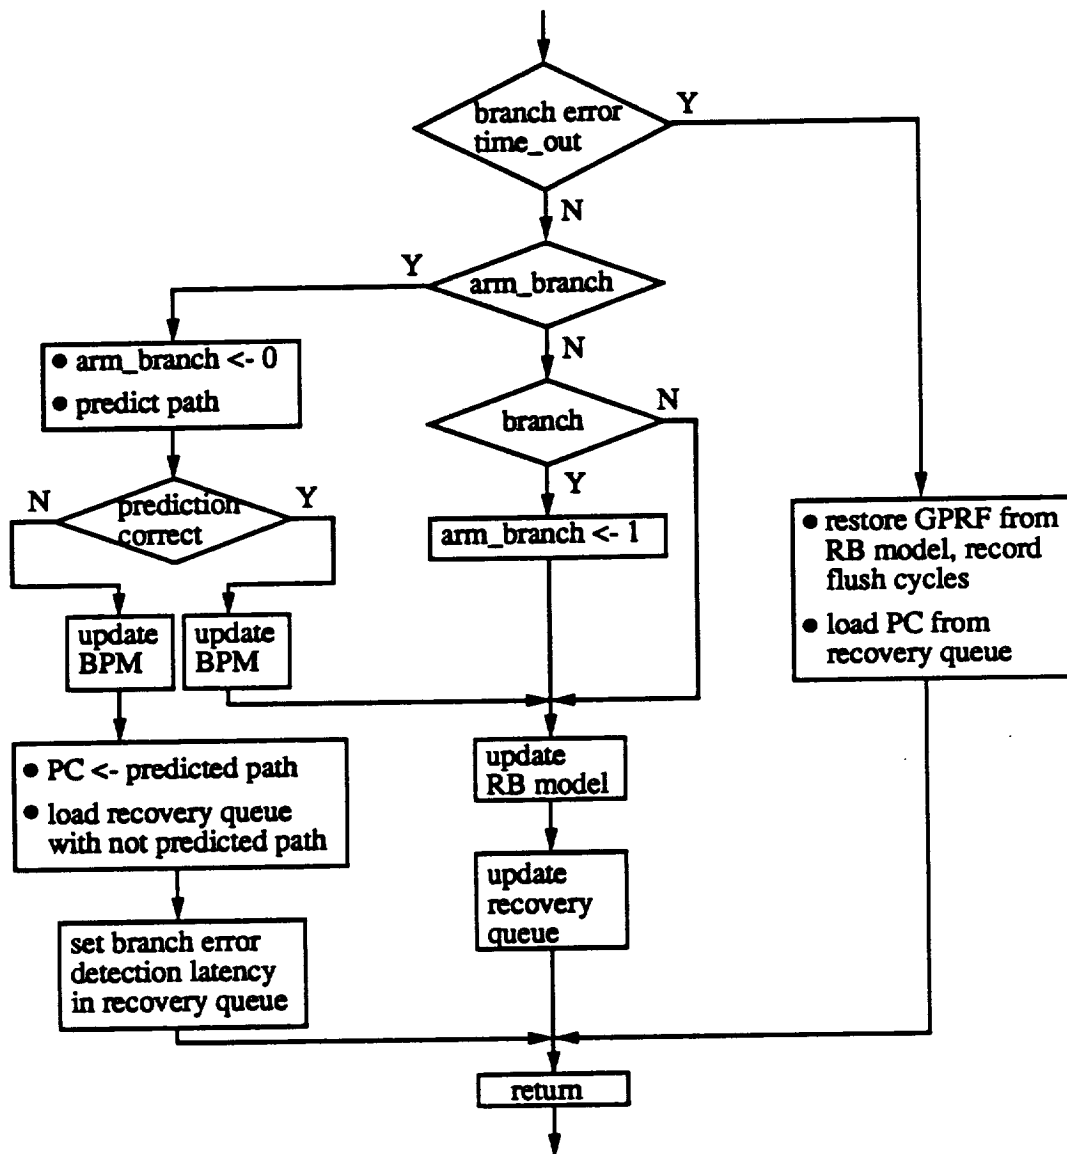 branch error
time_out
Y
N
arm_branch
Y
N
● arm_branch <- 0
● predict path
branch
N
Y
prediction
correct
N
Y
arm_branch <- 1
● restore GPRF from
RB model, record
flush cycles
● load PC from
recovery queue
update
BPM
update
BPM
● PC <- predicted path
● load recovery queue
with not predicted path
update
RB model
update
recovery
queue
set branch error
detection latency
in recovery queue
return